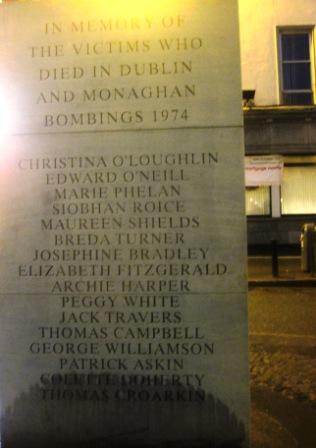 IN MEMORY OF
THE VICTIMS WHO
DIED IN DUBLIN
AND MONAGHAN
BOMBINGS 1974
CHRISTINA O'LOUGHLIN
EDWARD O'NEILL
MARIE PHELAN
SIOBHAN ROICE
MAUREEN SHIELDS
BREDA TURNER
JOSEPHINE BRADLEY
ELIZABETH FITZGERALD
ARCHIE HARPER
PEGGY WHITE
JACK TRAVERS
THOMAS CAMPBELL
GEORGE WILLIAMSON
PATRICK ASKIN
COLETTE DOHERTY
THOMAS CROARKIN